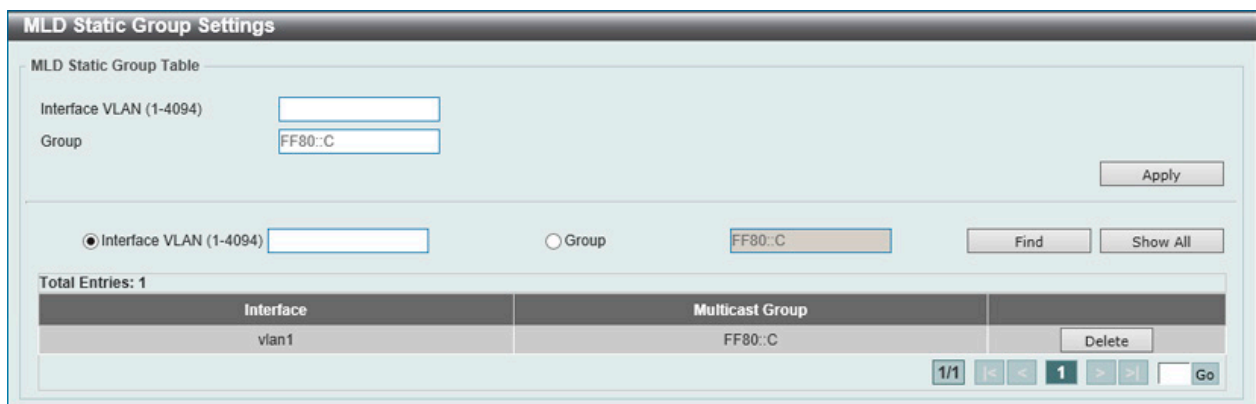 MLD Static Group Settings
MLD Static Group Table
Interface VLAN (1-4094)
Group FF80::C
Apply
Interface VLAN (1-4094) Group FF80::C Find Show All
Total Entries: 1
Interface Multicast Group
vlan1 FF80::C Delete
1/1 |< < 1 > >| Go